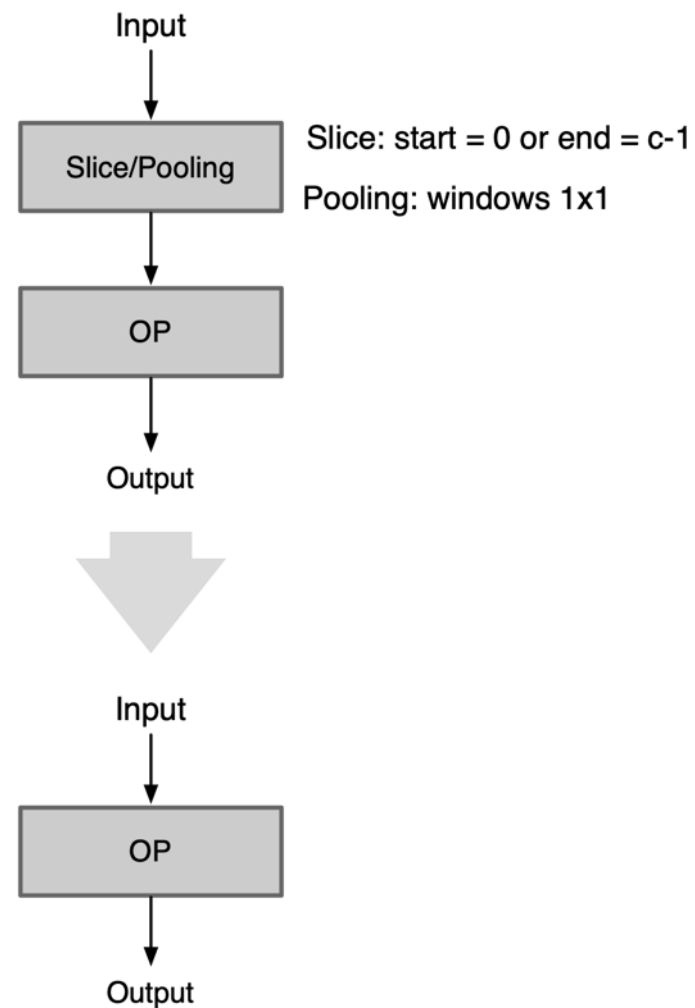 Input
Slice/Pooling
Slice: start = 0 or end = c-1
Pooling: windows 1x1
OP
Output
Input
OP
Output